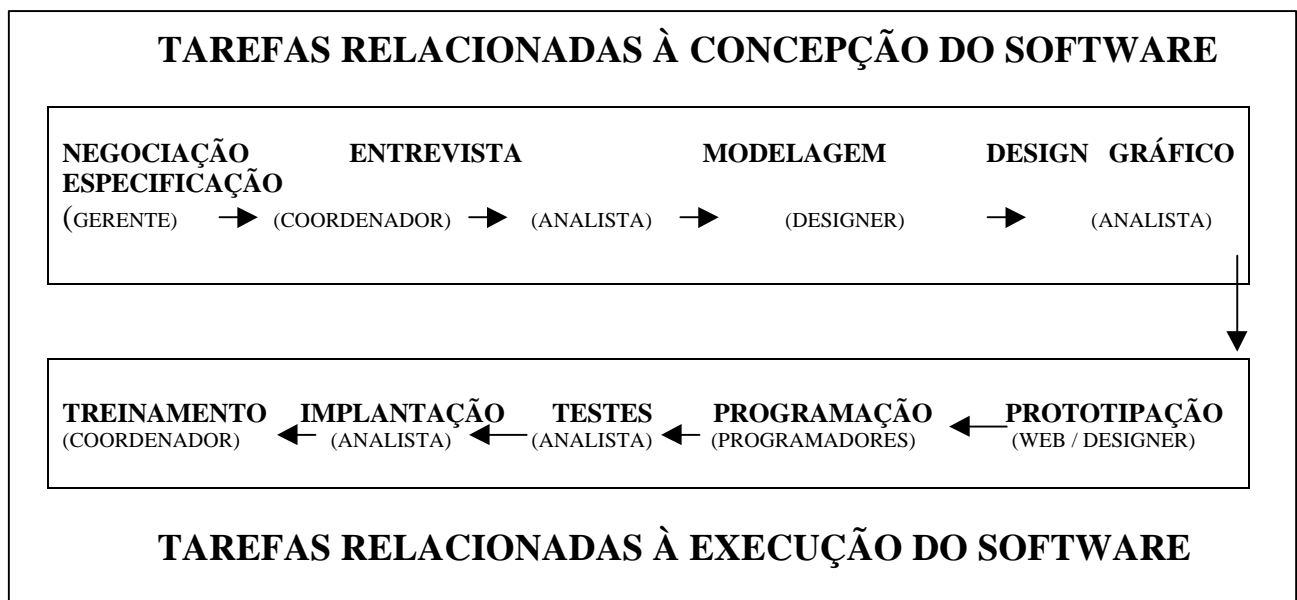 TAREFAS RELACIONADAS À CONCEPÇÃO DO SOFTWARE
NEGOCIAÇÃO ENTREVISTA MODELAGEM DESIGN GRÁFICO
ESPECIFICAÇÃO
(GERENTE) (COORDENADOR) (ANALISTA) (DESIGNER) (ANALISTA)
TREINAMENTO IMPLANTAÇÃO TESTES PROGRAMAÇÃO PROTOTIPAÇÃO
(COORDENADOR) (ANALISTA) (ANALISTA) (PROGRAMADORES) (WEB / DESIGNER)
TAREFAS RELACIONADAS À EXECUÇÃO DO SOFTWARE